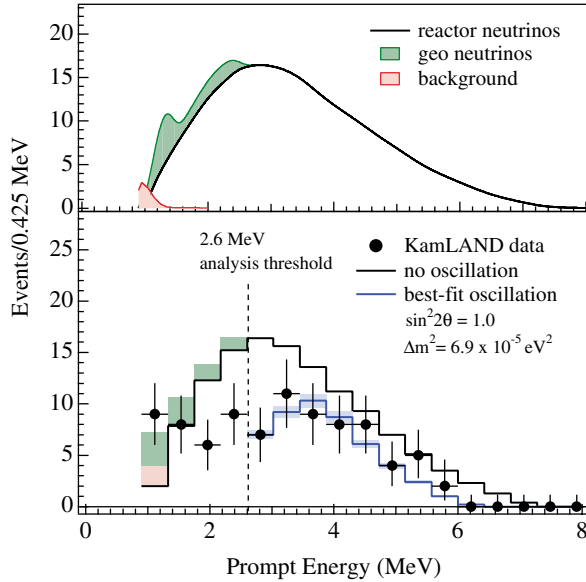 reactor neutrinos
geo neutrinos
background
20
15
10
5
0
Events/0.425 MeV
2.6 MeV
analysis threshold
KamLAND data
no oscillation
best-fit oscillation
sin²2θ = 1.0
Δm²= 6.9 x 10⁻⁵ eV²
25
20
15
10
5
0
0 2 4 6 8
Prompt Energy (MeV)